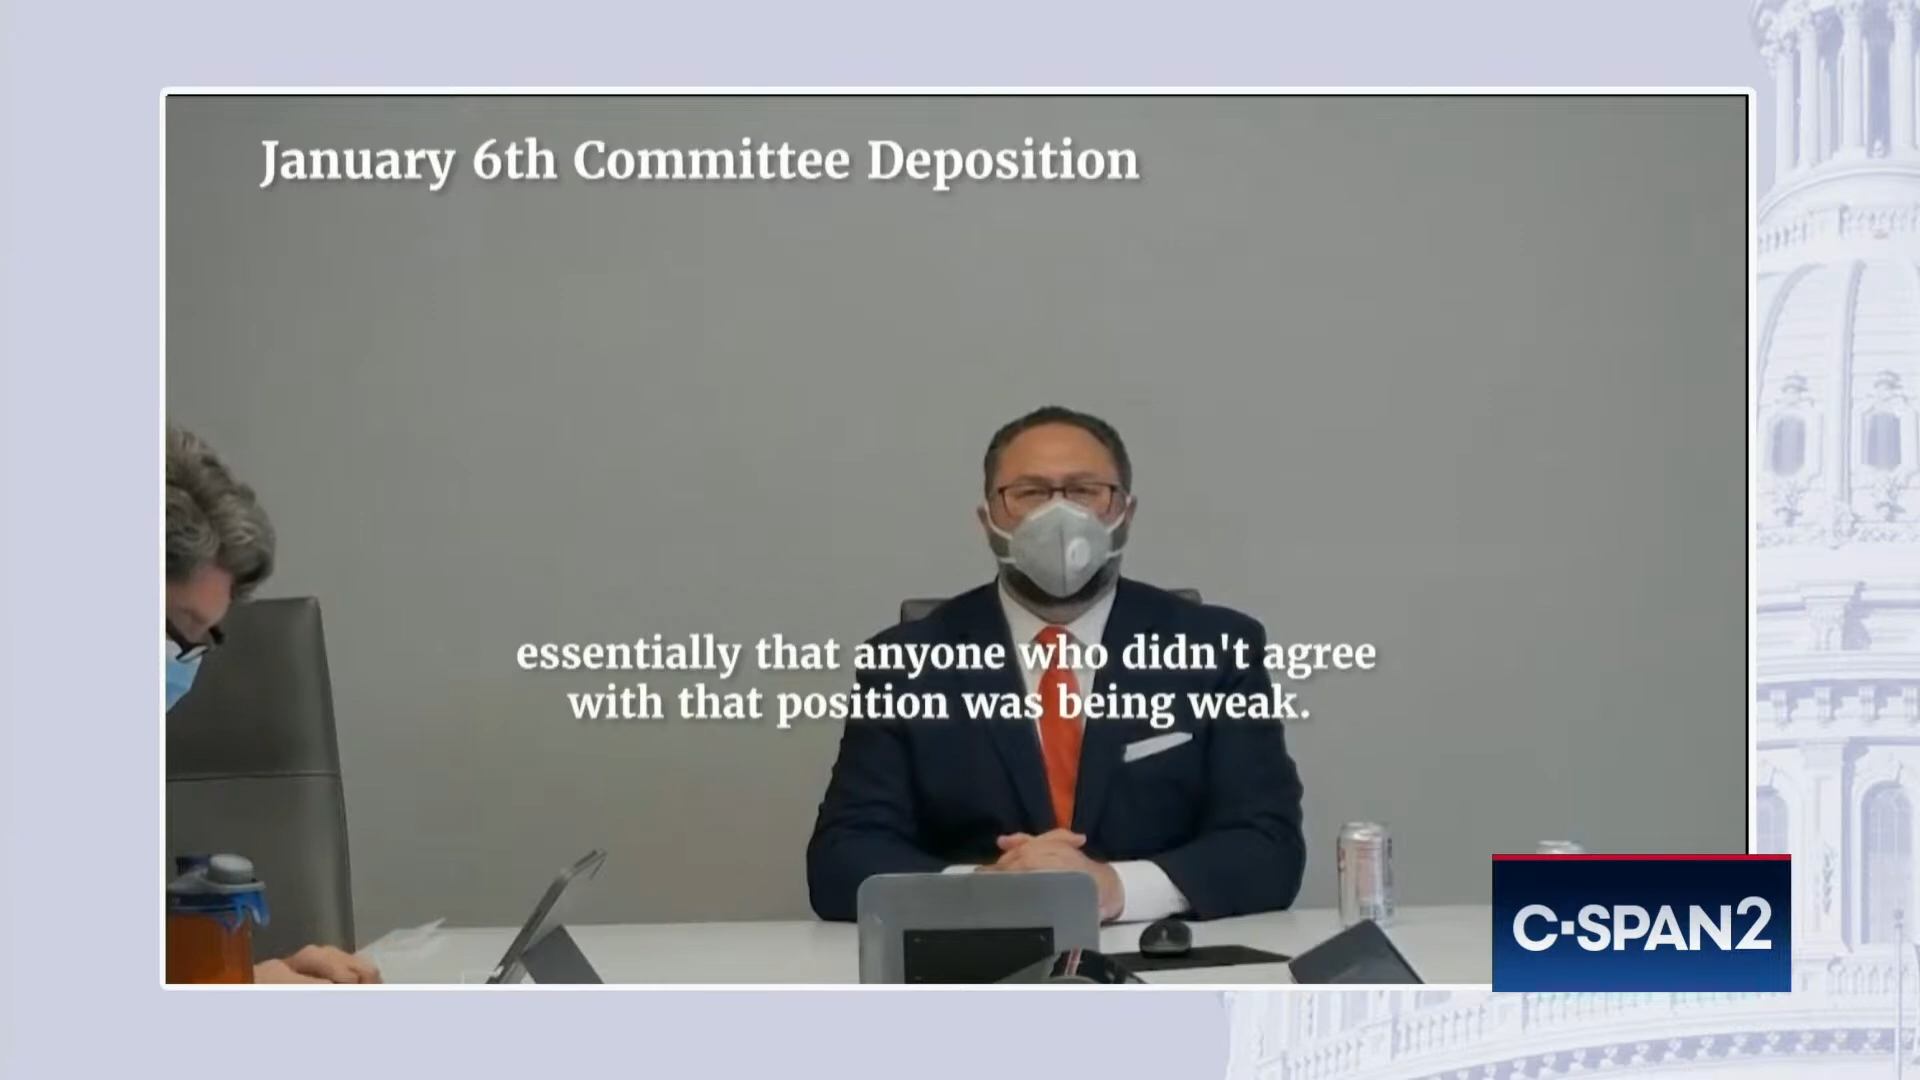 January 6th Committee Deposition
essentially that anyone who didn't agree
with that position was being weak.
C-SPAN2